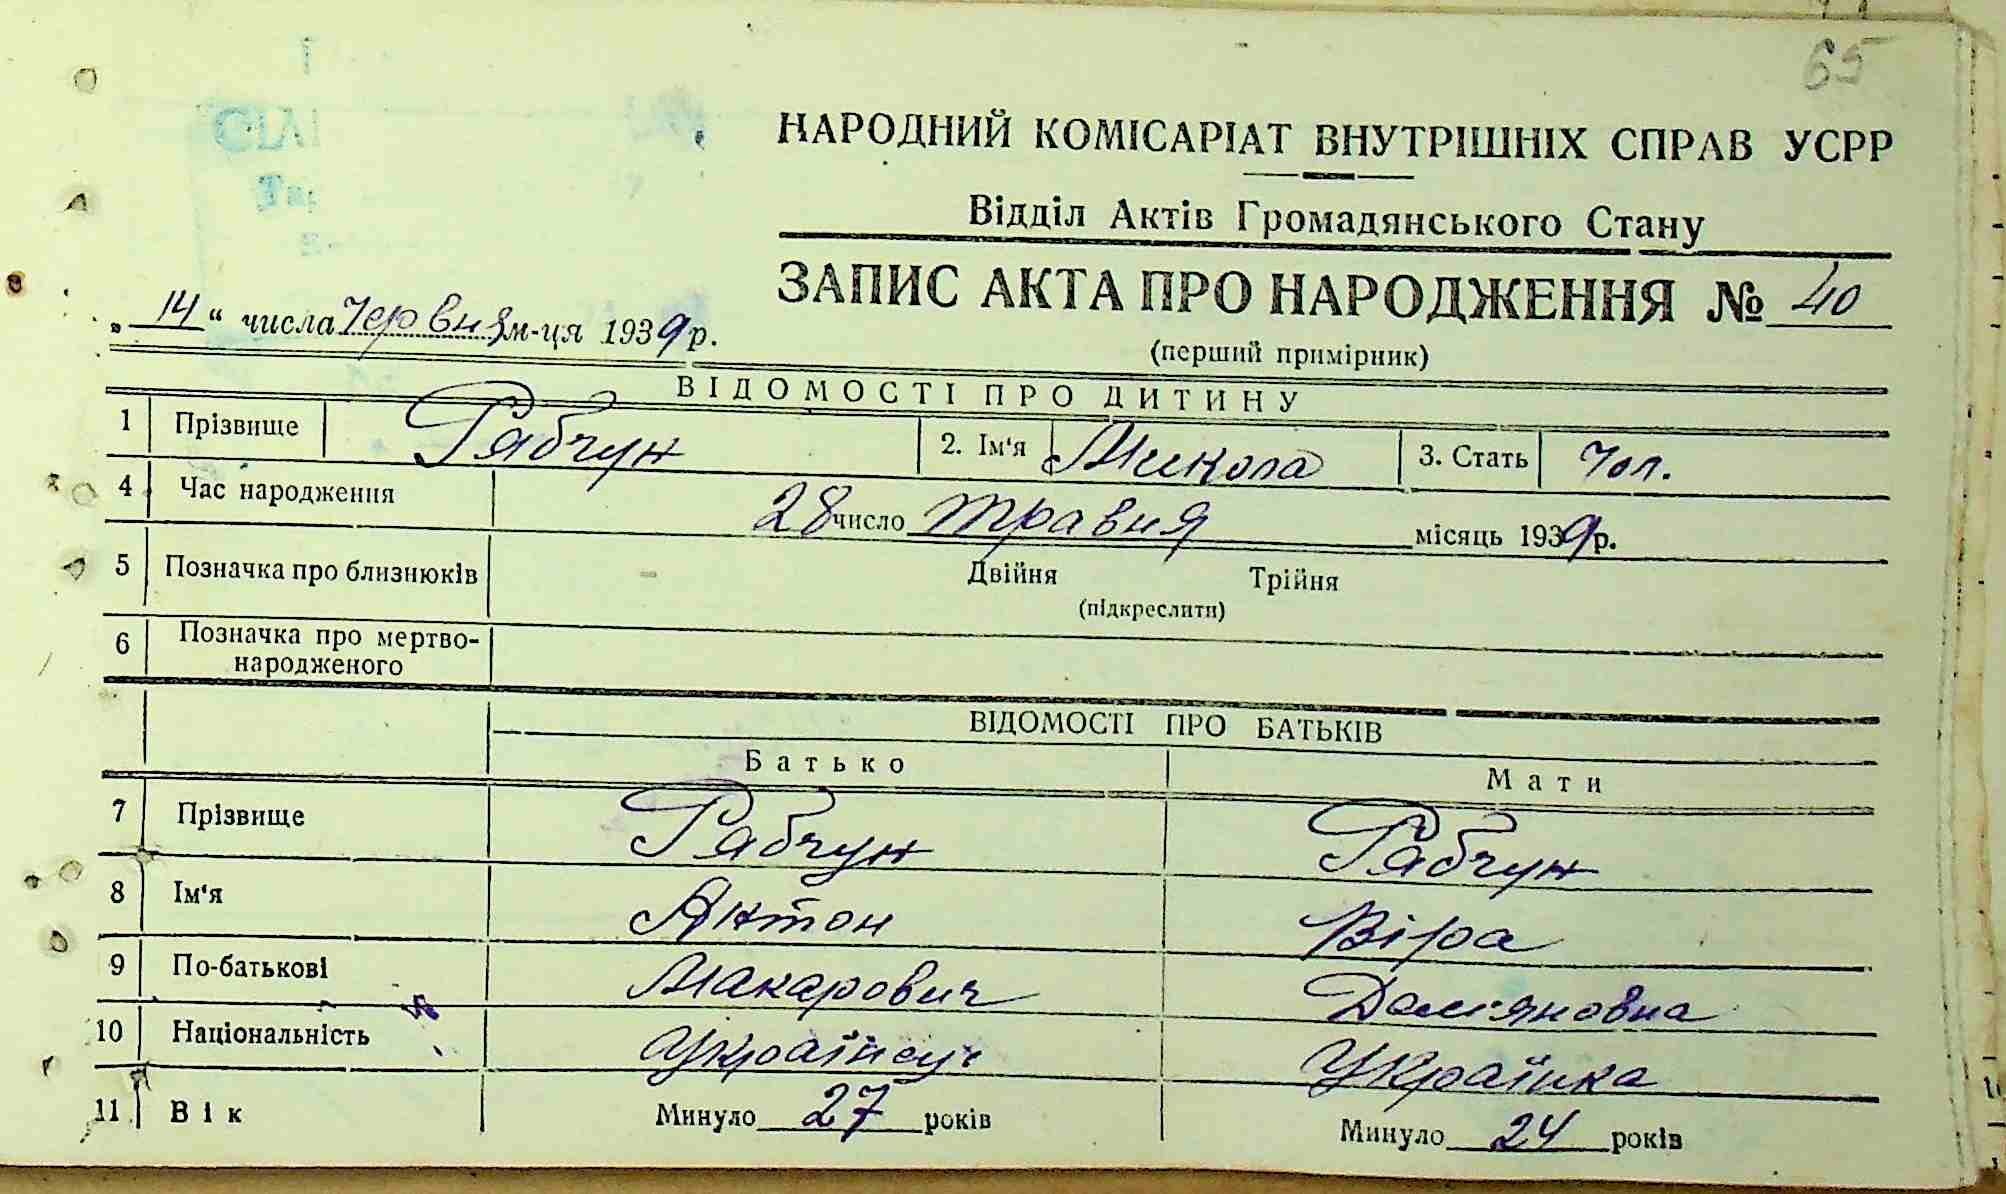 65
НАРОДНИЙ КОМІСАРІАТ ВНУТРІШНІХ СПРАВ УСРР
Відділ Актів Громадянського Стану
ЗАПИС АКТА ПРО НАРОДЖЕННЯ № 40
(перший примірник)
„14“ числа Червня м-ця 1939 р.
ВІДОМОСТІ ПРО ДИТИНУ
1 Прізвище Рябчун 2. Ім'я Микола 3. Стать чол.
4 Час народження 28 число травня місяць 1939 р.
5 Позначка про близнюків - Двійня Трійня
(підкреслити)
6 Позначка про мертво-
народженого
ВІДОМОСТІ ПРО БАТЬКІВ
Батько Мати
7 Прізвище Рябчун Рябчун
8 Ім'я Антон Віра
9 По-батькові Макарович Дем'яновна
10 Національність Українець Українка
11 Вік Минуло 27 років Минуло 24 років